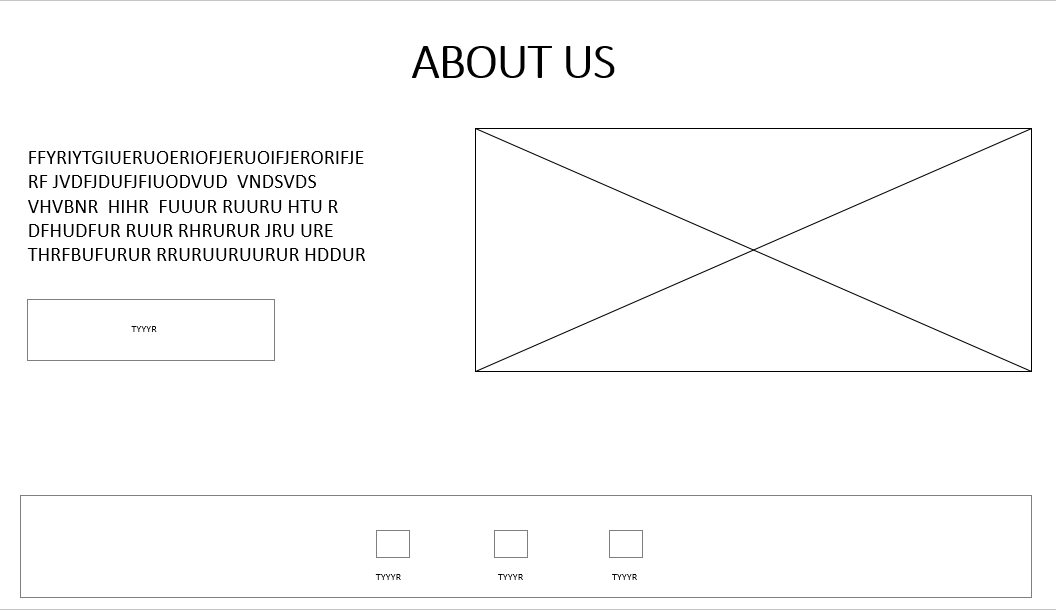 ABOUT US
FFYRIYTGIUERUOERIOFJERUOIFJERORIFJE
RF JVDFJDUFJFIUODVUD  VNDSVDS
VHVBNR  HIHR  FUUUR RUURU HTU R
DFHUDFUR RUUR RHRURUR JRU URE
THRFBUFURUR RRURUURUURUR HDDUR
TYYYR
TYYYR
TYYYR
TYYYR